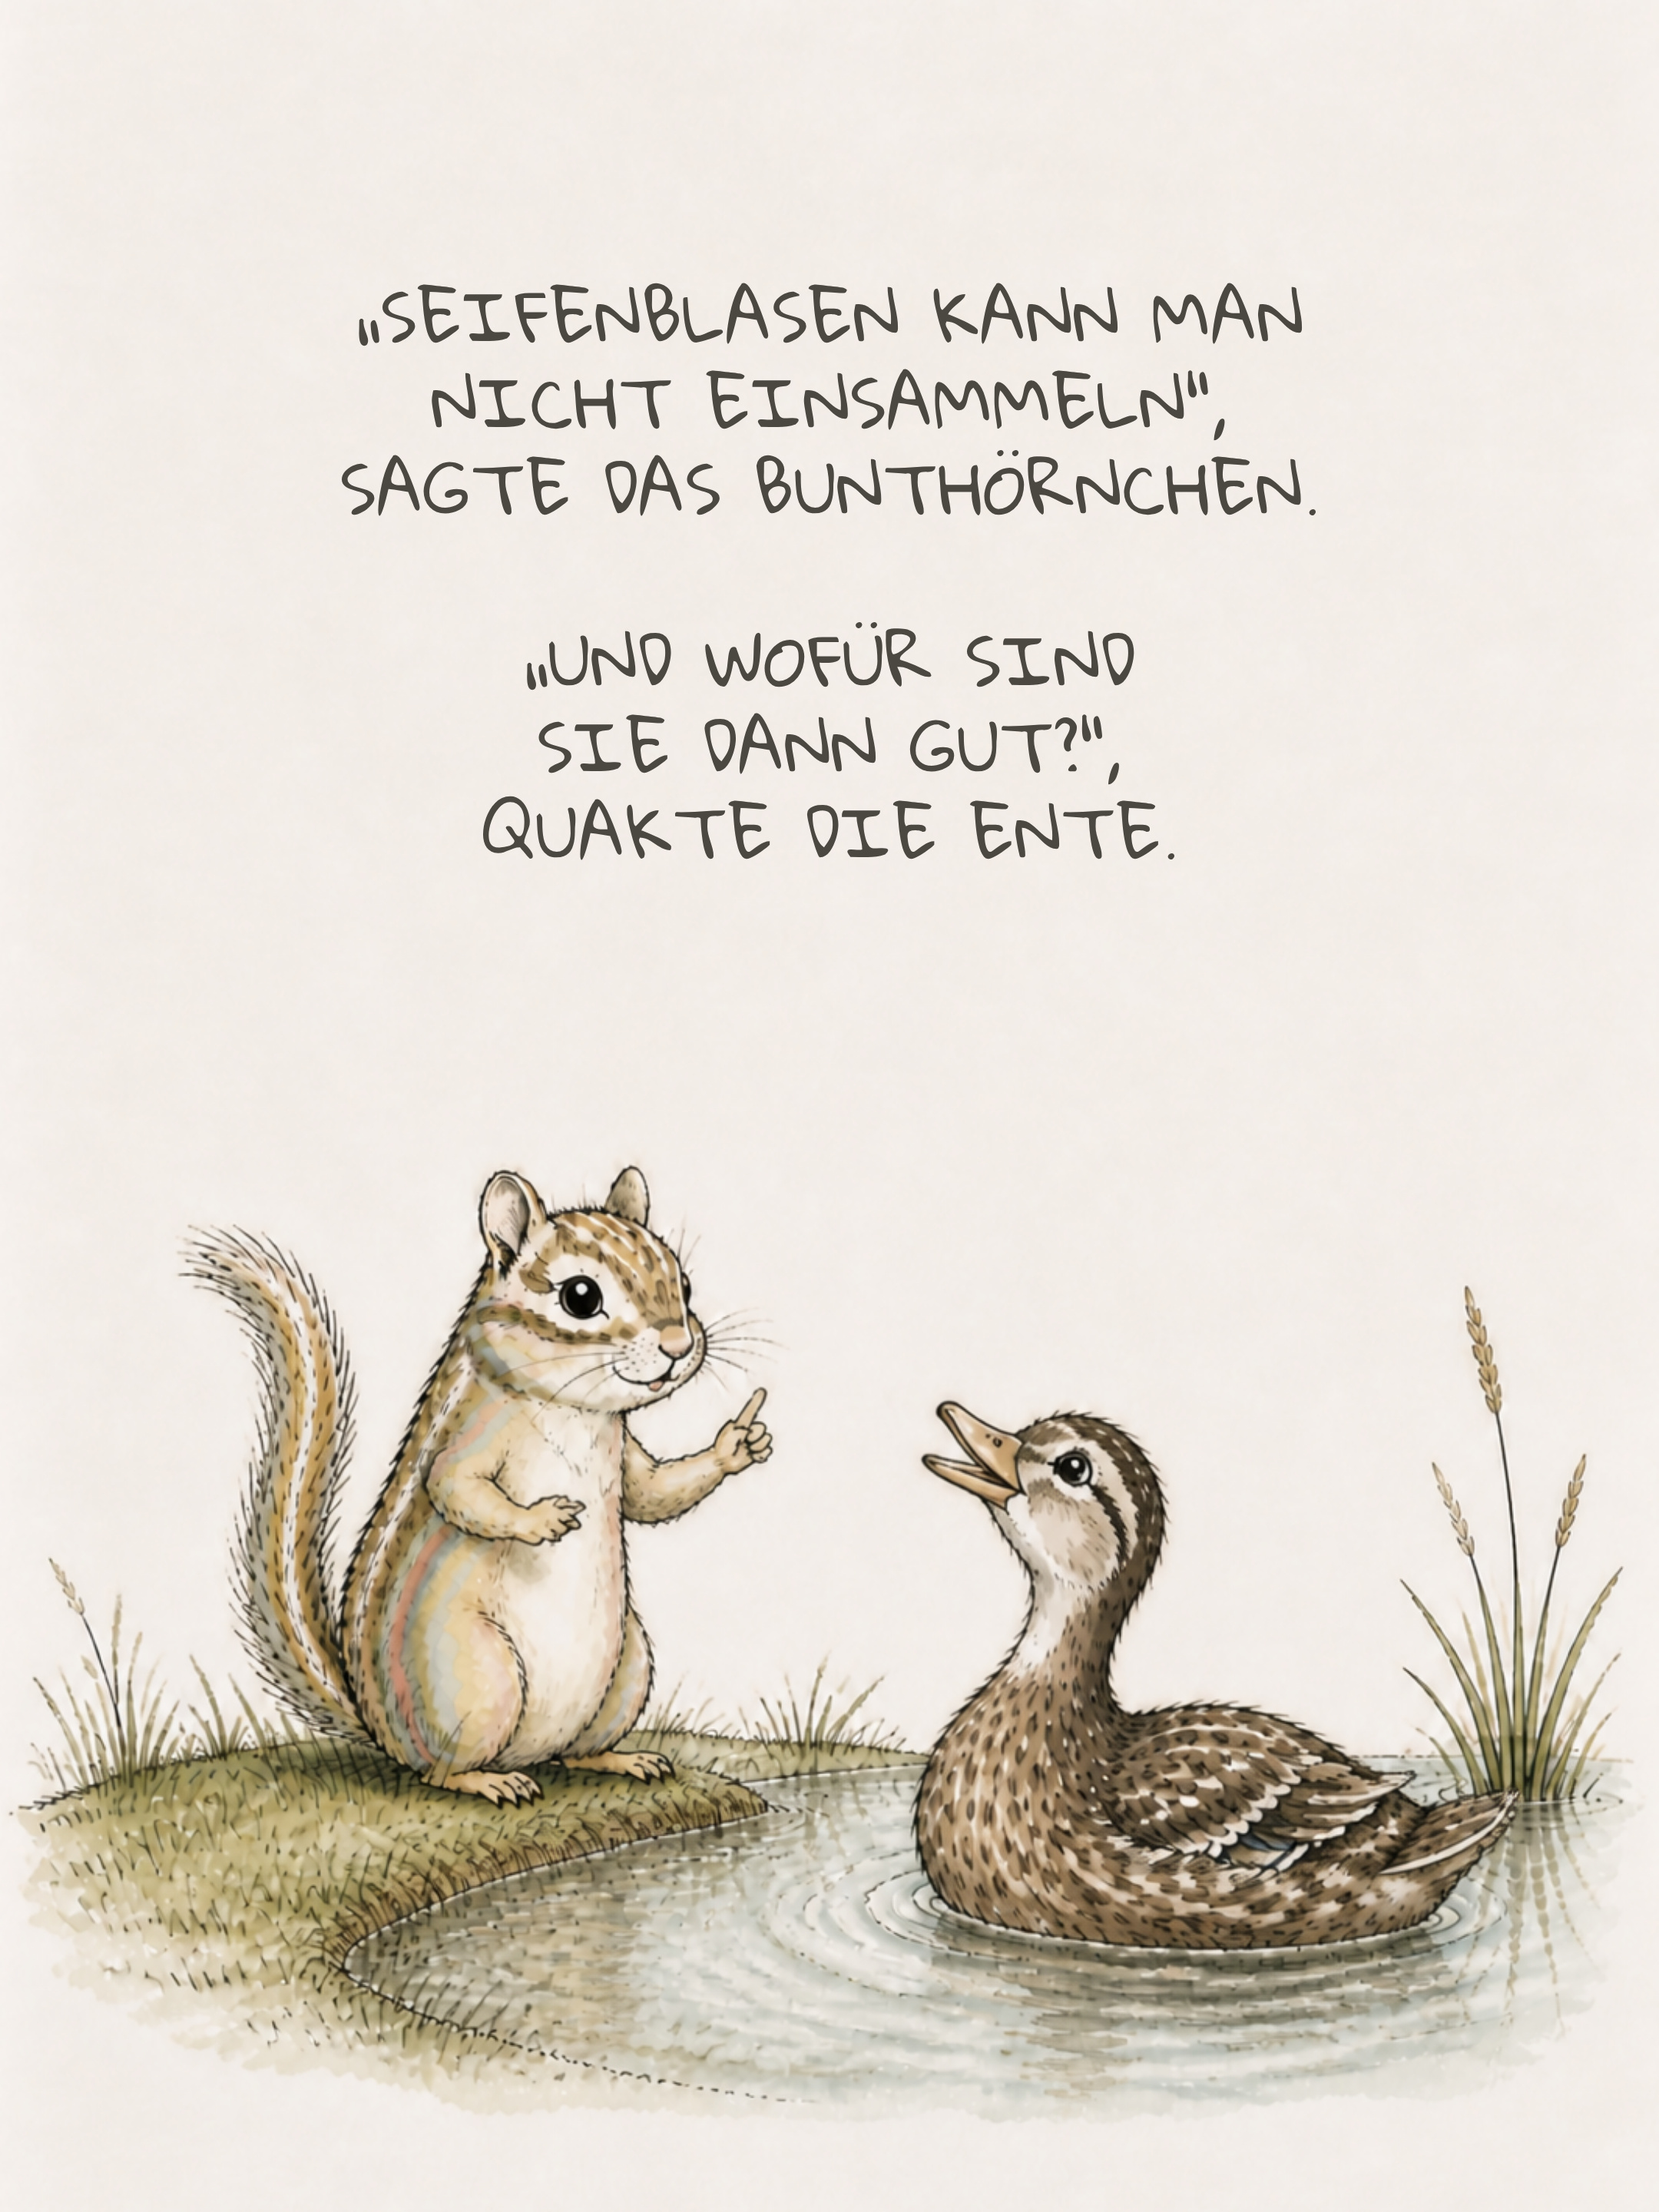 „SEIFENBLASEN KANN MAN
NICHT EINSAMMELN“,
SAGTE DAS BUNTHÖRNCHEN.
„UND WOFÜR SIND
SIE DANN GUT?“,
QUAKTE DIE ENTE.